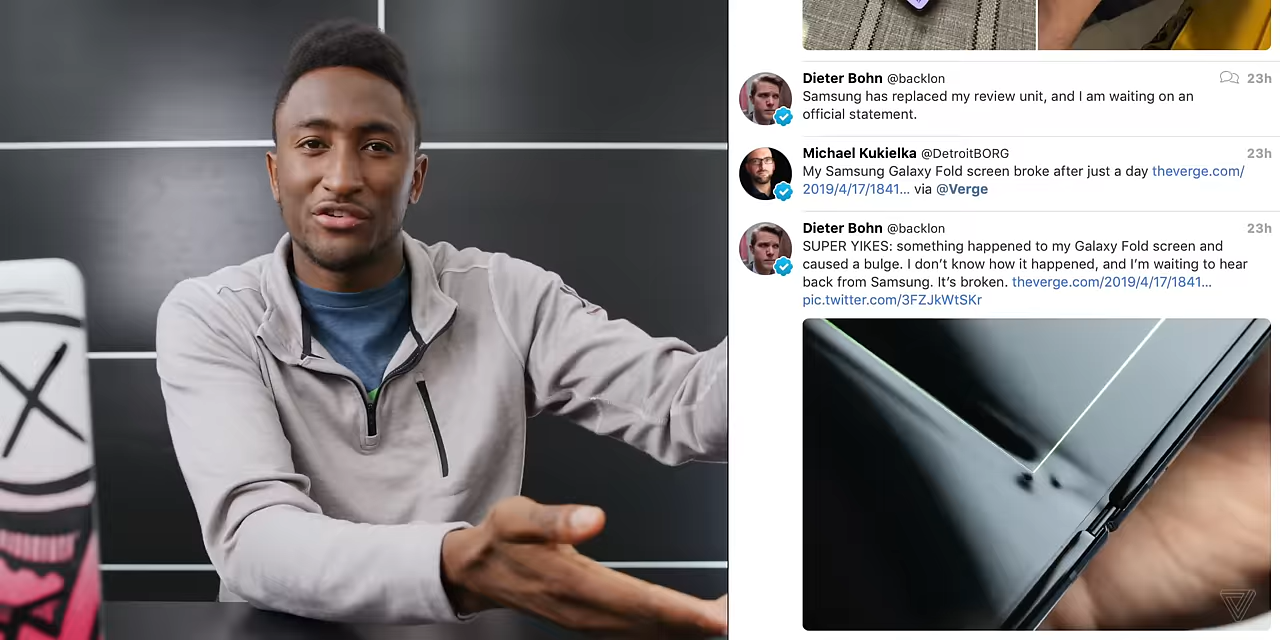 Dieter Bohn @backlon 23h
Samsung has replaced my review unit, and I am waiting on an
official statement.
Michael Kukielka @DetroitBORG 23h
My Samsung Galaxy Fold screen broke after just a day theverge.com/
2019/4/17/1841… via @Verge
Dieter Bohn @backlon 23h
SUPER YIKES: something happened to my Galaxy Fold screen and
caused a bulge. I don’t know how it happened, and I’m waiting to hear
back from Samsung. It’s broken. theverge.com/2019/4/17/1841…
pic.twitter.com/3FZJkWtSKr